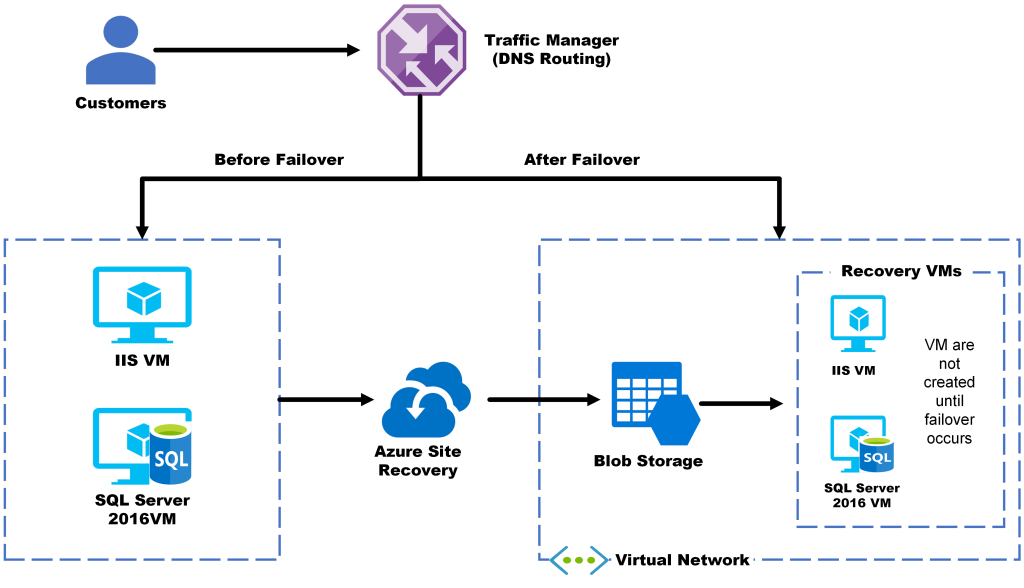 Traffic Manager
(DNS Routing)
Customers
Before Failover
After Failover
IIS VM
SQL
SQL Server
2016VM
Azure Site
Recovery
Blob Storage
Recovery VMs
IIS VM
VM are
not
created
until
failover
occurs
SQL
SQL Server
2016 VM
Virtual Network